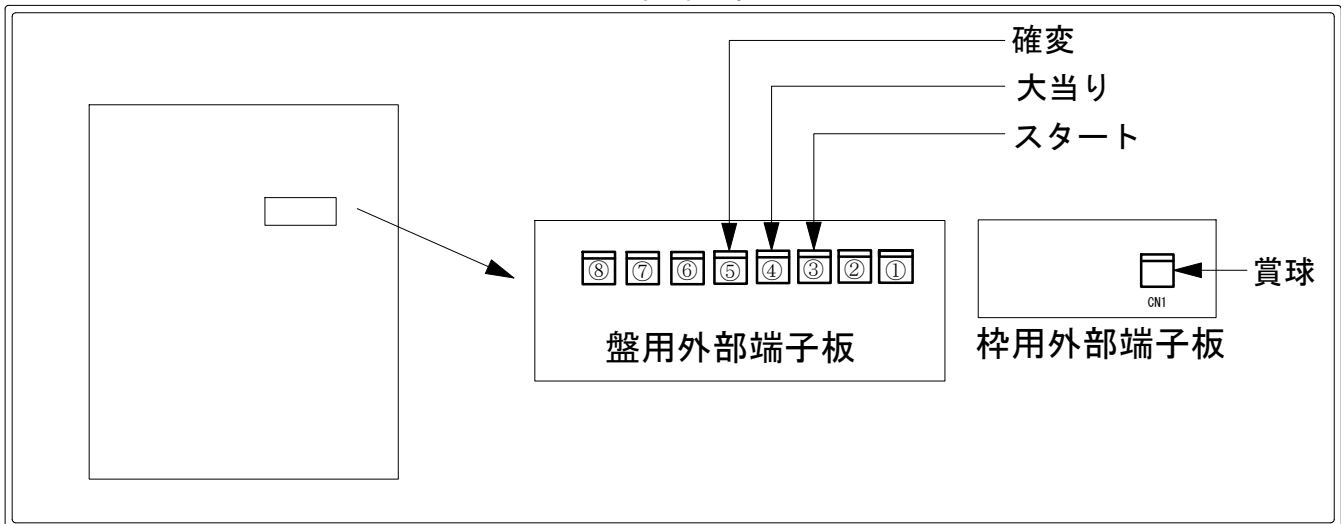 確変
大当り
スタート
⑧ ⑦ ⑥ ⑤ ④ ③ ② ①
賞球
CN1
盤用外部端子板
枠用外部端子板